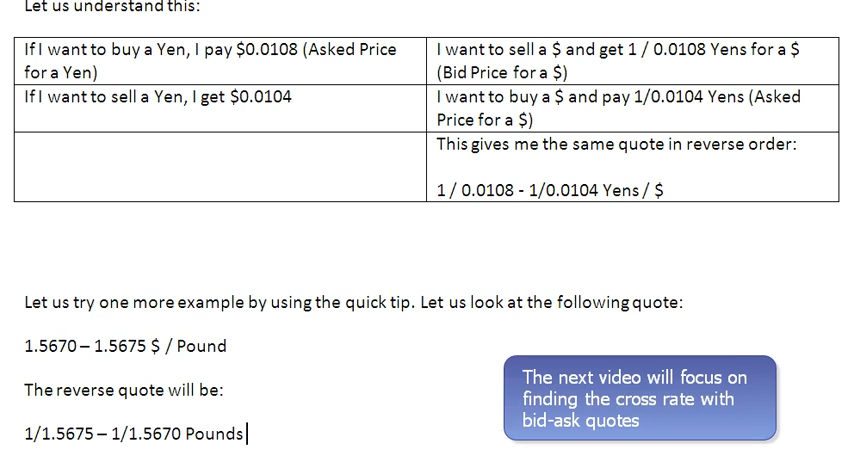 Let us understand this:
If I want to buy a Yen, I pay $0.0108 (Asked Price
for a Yen)
I want to sell a $ and get 1 / 0.0108 Yens for a $
(Bid Price for a $)
If I want to sell a Yen, I get $0.0104
I want to buy a $ and pay 1/0.0104 Yens (Asked
Price for a $)
This gives me the same quote in reverse order:
1 / 0.0108 - 1/0.0104 Yens / $
Let us try one more example by using the quick tip. Let us look at the following quote:
1.5670 – 1.5675 $ / Pound
The reverse quote will be:
1/1.5675 – 1/1.5670 Pounds
The next video will focus on
finding the cross rate with
bid-ask quotes